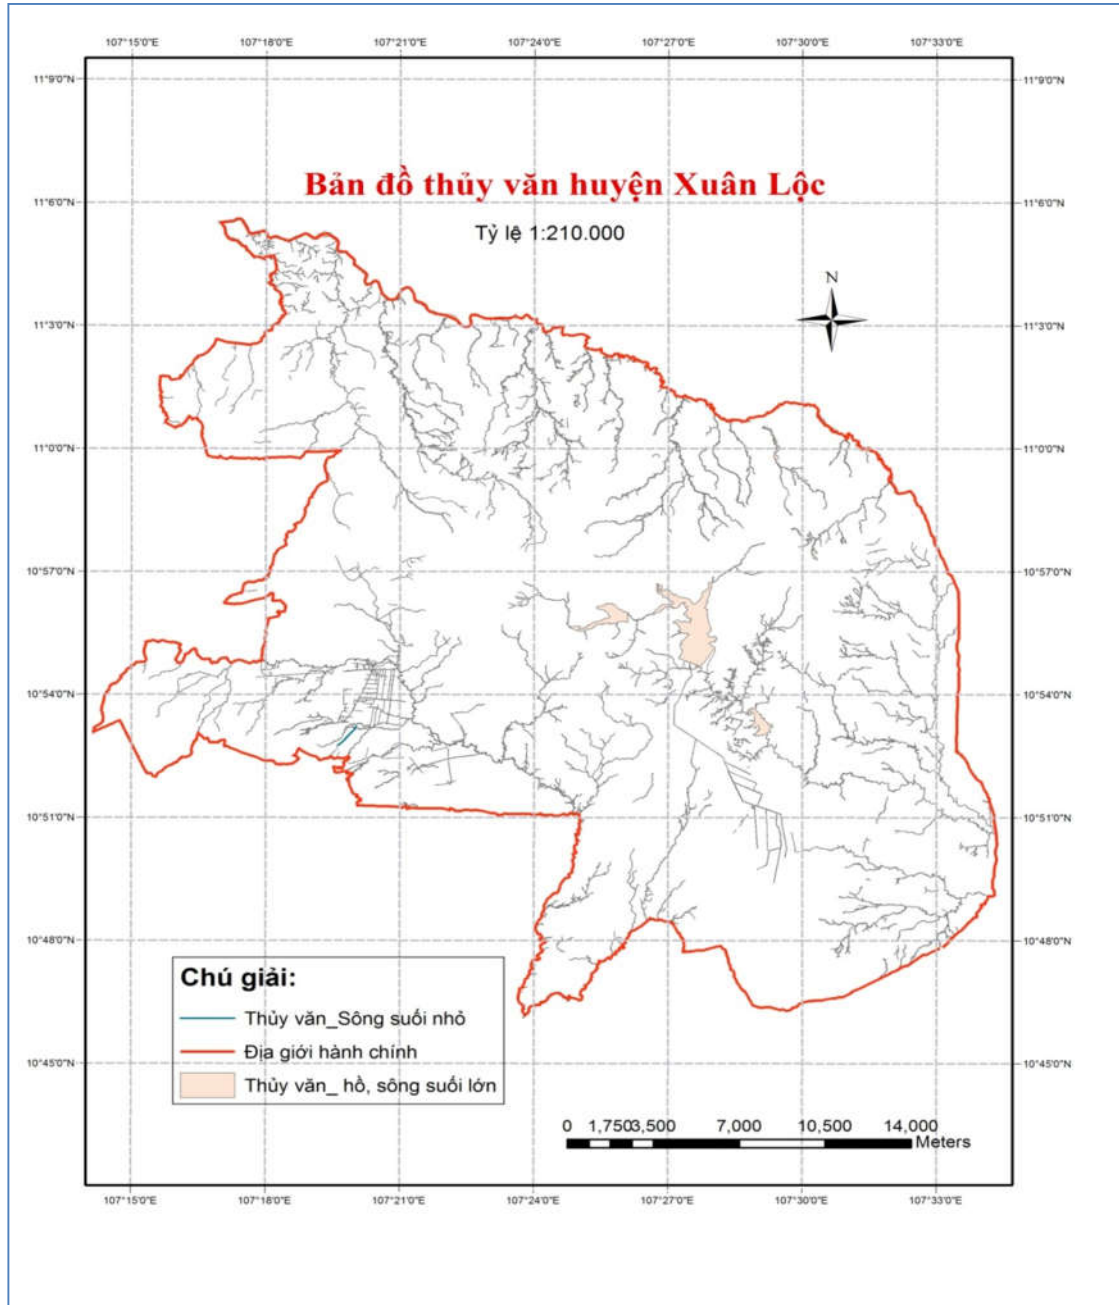 107°15'0"E 107°18'0"E 107°21'0"E 107°24'0"E 107°27'0"E 107°30'0"E 107°33'0"E
11°9'0"N 11°9'0"N
Bản đồ thủy văn huyện Xuân Lộc
11°6'0"N 11°6'0"N
Tỷ lệ 1:210.000
N
11°3'0"N 11°3'0"N
11°0'0"N 11°0'0"N
10°57'0"N 10°57'0"N
10°54'0"N 10°54'0"N
10°51'0"N 10°51'0"N
10°48'0"N 10°48'0"N
Chú giải:
Thủy văn_Sông suối nhỏ
Địa giới hành chính
10°45'0"N 10°45'0"N
Thủy văn_ hồ, sông suối lớn
0 1,750 3,500 7,000 10,500 14,000
Meters
107°15'0"E 107°18'0"E 107°21'0"E 107°24'0"E 107°27'0"E 107°30'0"E 107°33'0"E